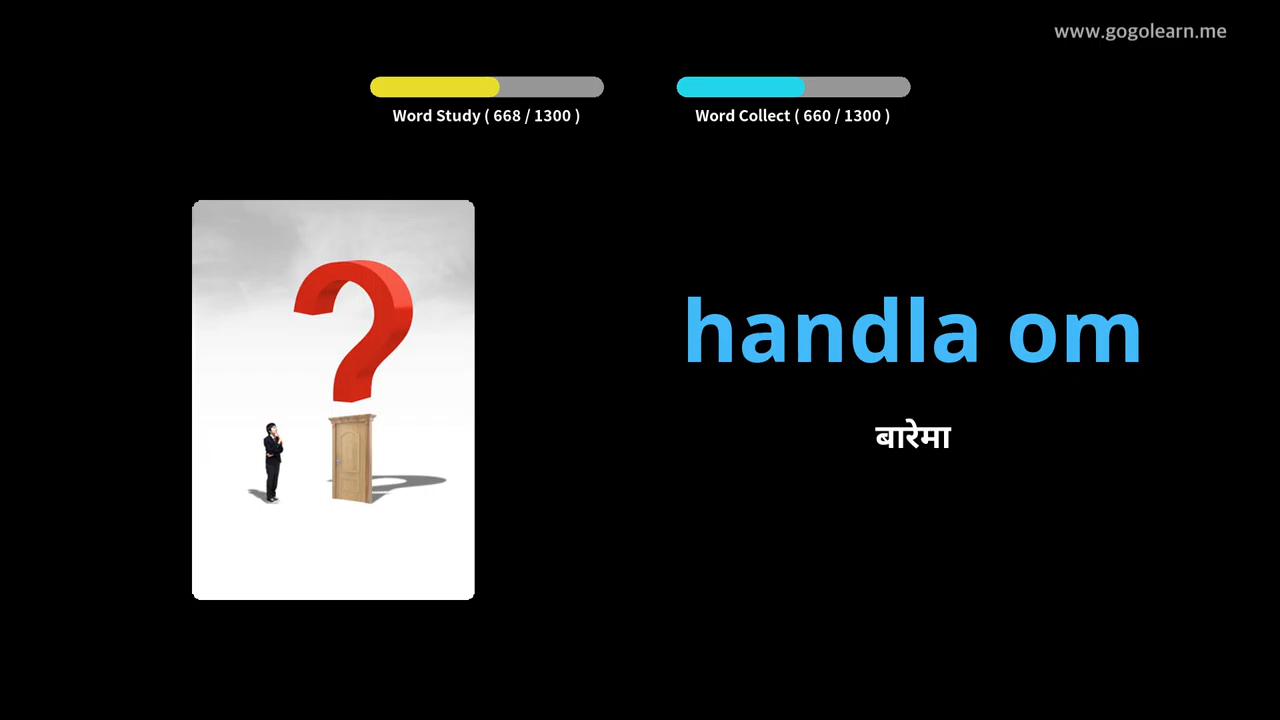 www.gogolearn.me
Word Study ( 668 / 1300 )
Word Collect ( 660 / 1300 )
handla om
बारेमा